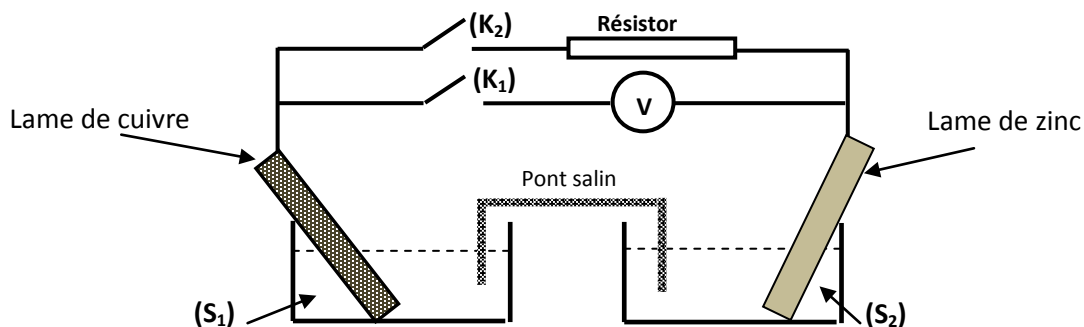 (K₂)
Résistor
(K₁)
V
Lame de cuivre
Lame de zinc
Pont salin
(S₁)
(S₂)